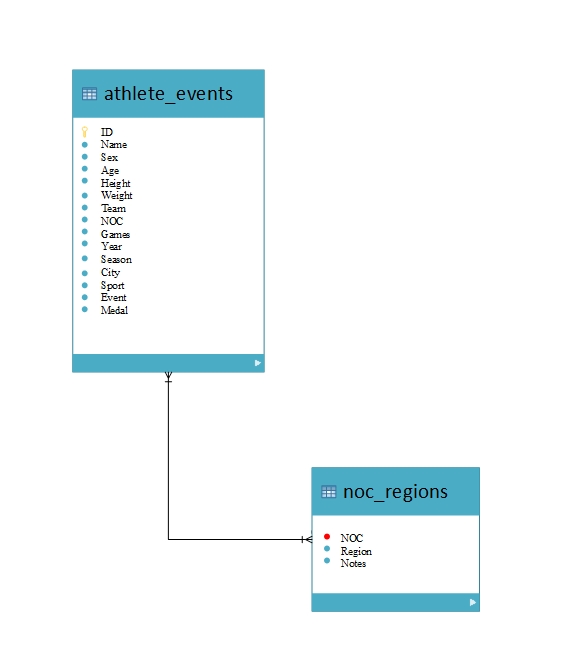 athlete_events
ID
Name
Sex
Age
Height
Weight
Team
NOC
Games
Year
Season
City
Sport
Event
Medal
noc_regions
NOC
Region
Notes